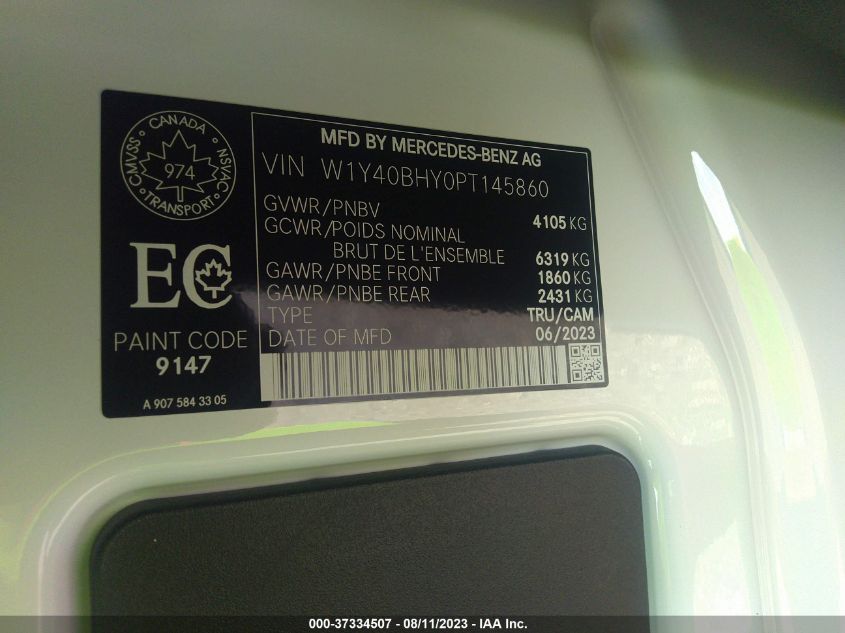 CANADA
CMVSS
NSVAC
974
TRANSPORT
EC
PAINT CODE
9147
A 907 584 33 05
MFD BY MERCEDES-BENZ AG
VIN W1Y40BHY0PT145860
GVWR/PNBV 4105 KG
GCWR/POIDS NOMINAL
BRUT DE L'ENSEMBLE 6319 KG
GAWR/PNBE FRONT 1860 KG
GAWR/PNBE REAR 2431 KG
TYPE TRU/CAM
DATE OF MFD 06/2023
000-37334507 - 08/11/2023 - IAA Inc.